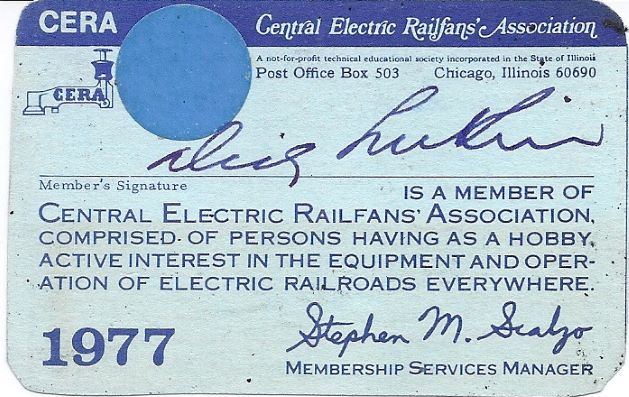 CERA
Central Electric Railfans' Association
A not-for-profit technical educational society incorporated in the State of Illinois
Post Office Box 503 Chicago, Illinois 60690
CERA
Member's Signature
IS A MEMBER OF
CENTRAL ELECTRIC RAILFANS' ASSOCIATION,
COMPRISED OF PERSONS HAVING AS A HOBBY
ACTIVE INTEREST IN THE EQUIPMENT AND OPER-
ATION OF ELECTRIC RAILROADS EVERYWHERE.
1977
Stephen M. Scalzo
MEMBERSHIP SERVICES MANAGER